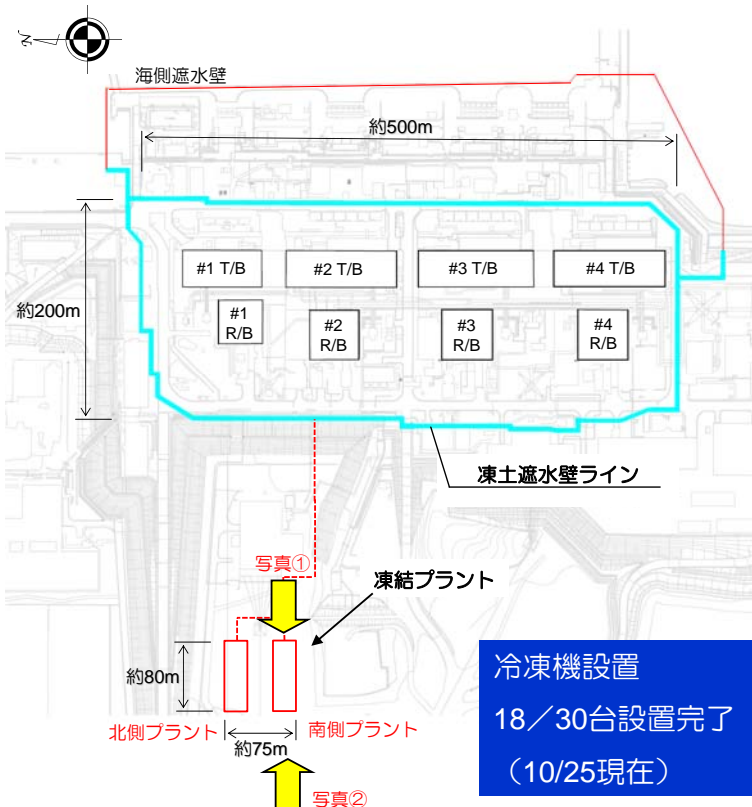 N
海側遮水壁
約500m
#1 T/B
#2 T/B
#3 T/B
#4 T/B
約200m
#1
R/B
#2
R/B
#3
R/B
#4
R/B
凍土遮水壁ライン
写真①
凍結プラント
約80m
北側プラント
南側プラント
約75m
写真②
冷凍機設置
18／30台設置完了
（10/25現在）